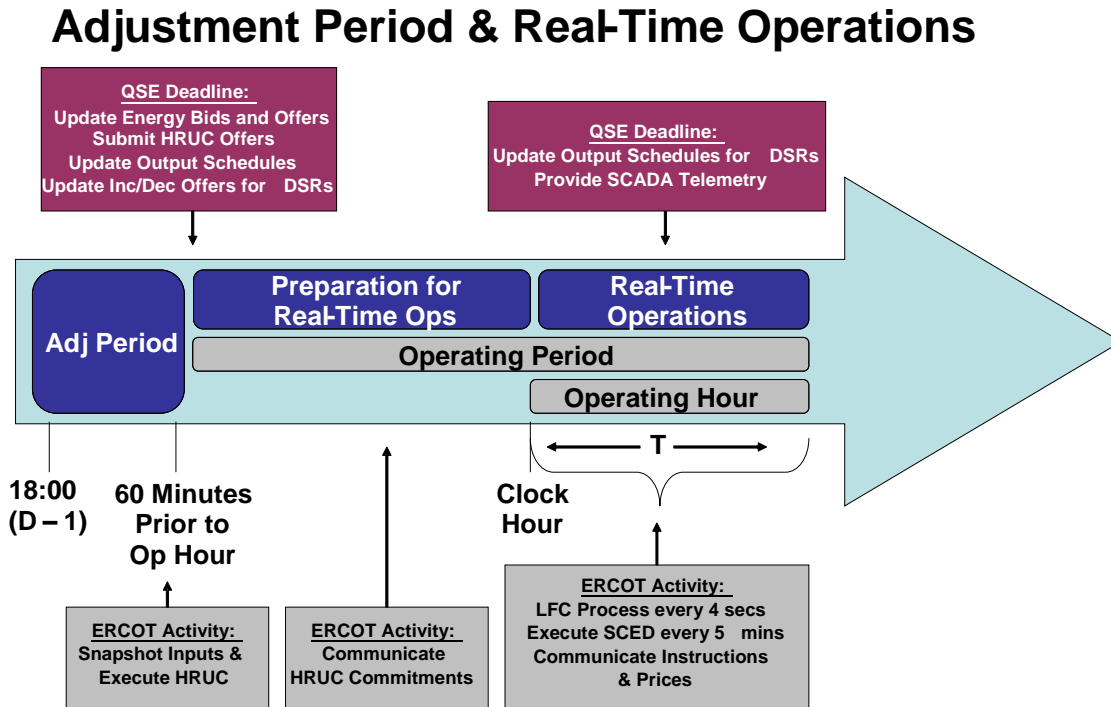 Adjustment Period & Real-Time Operations
QSE Deadline:
Update Energy Bids and Offers
Submit HRUC Offers
Update Output Schedules
Update Inc/Dec Offers for DSRs
QSE Deadline:
Update Output Schedules for DSRs
Provide SCADA Telemetry
Adj Period
Preparation for
Real-Time Ops
Real-Time
Operations
Operating Period
Operating Hour
T
18:00
(D – 1)
60 Minutes
Prior to
Op Hour
Clock
Hour
ERCOT Activity:
Snapshot Inputs &
Execute HRUC
ERCOT Activity:
Communicate
HRUC Commitments
ERCOT Activity:
LFC Process every 4 secs
Execute SCED every 5 mins
Communicate Instructions
& Prices